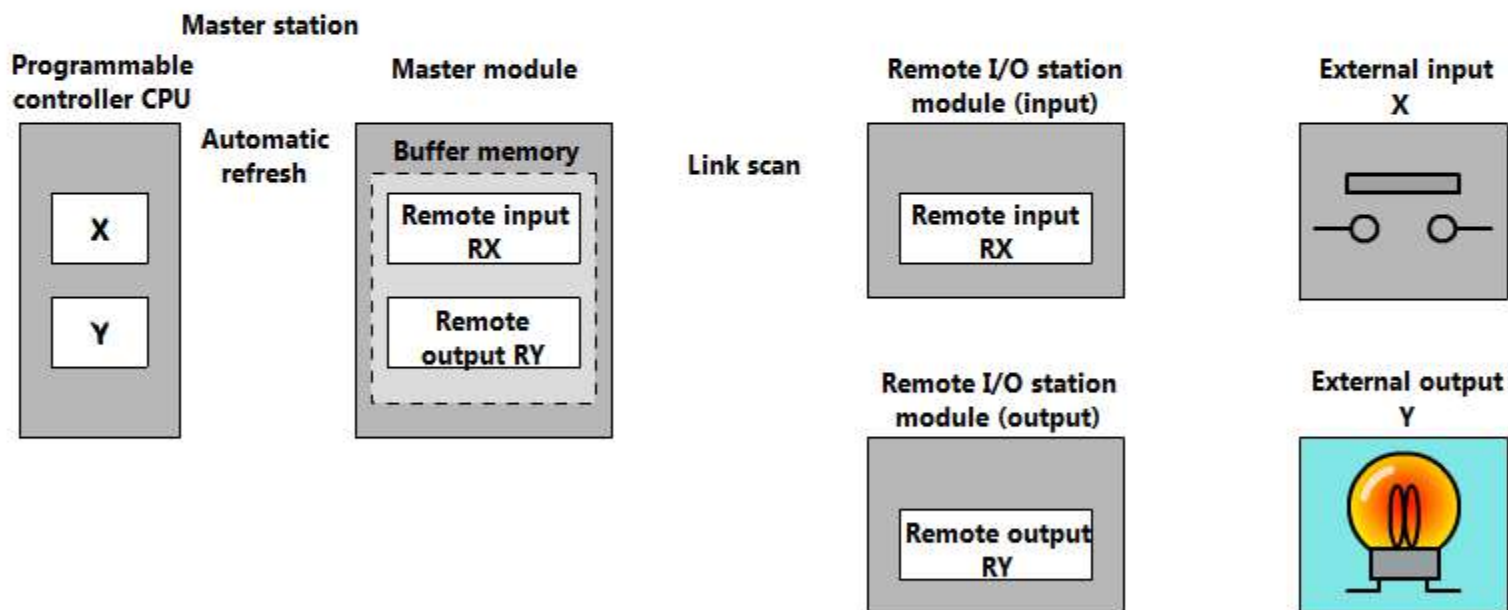 Master station
Programmable
controller CPU
Master module
Remote I/O station
module (input)
External input
X
Automatic
refresh
Buffer memory
Link scan
X
Remote input
RX
Remote input
RX
Y
Remote
output RY
Remote I/O station
module (output)
External output
Y
Remote output
RY